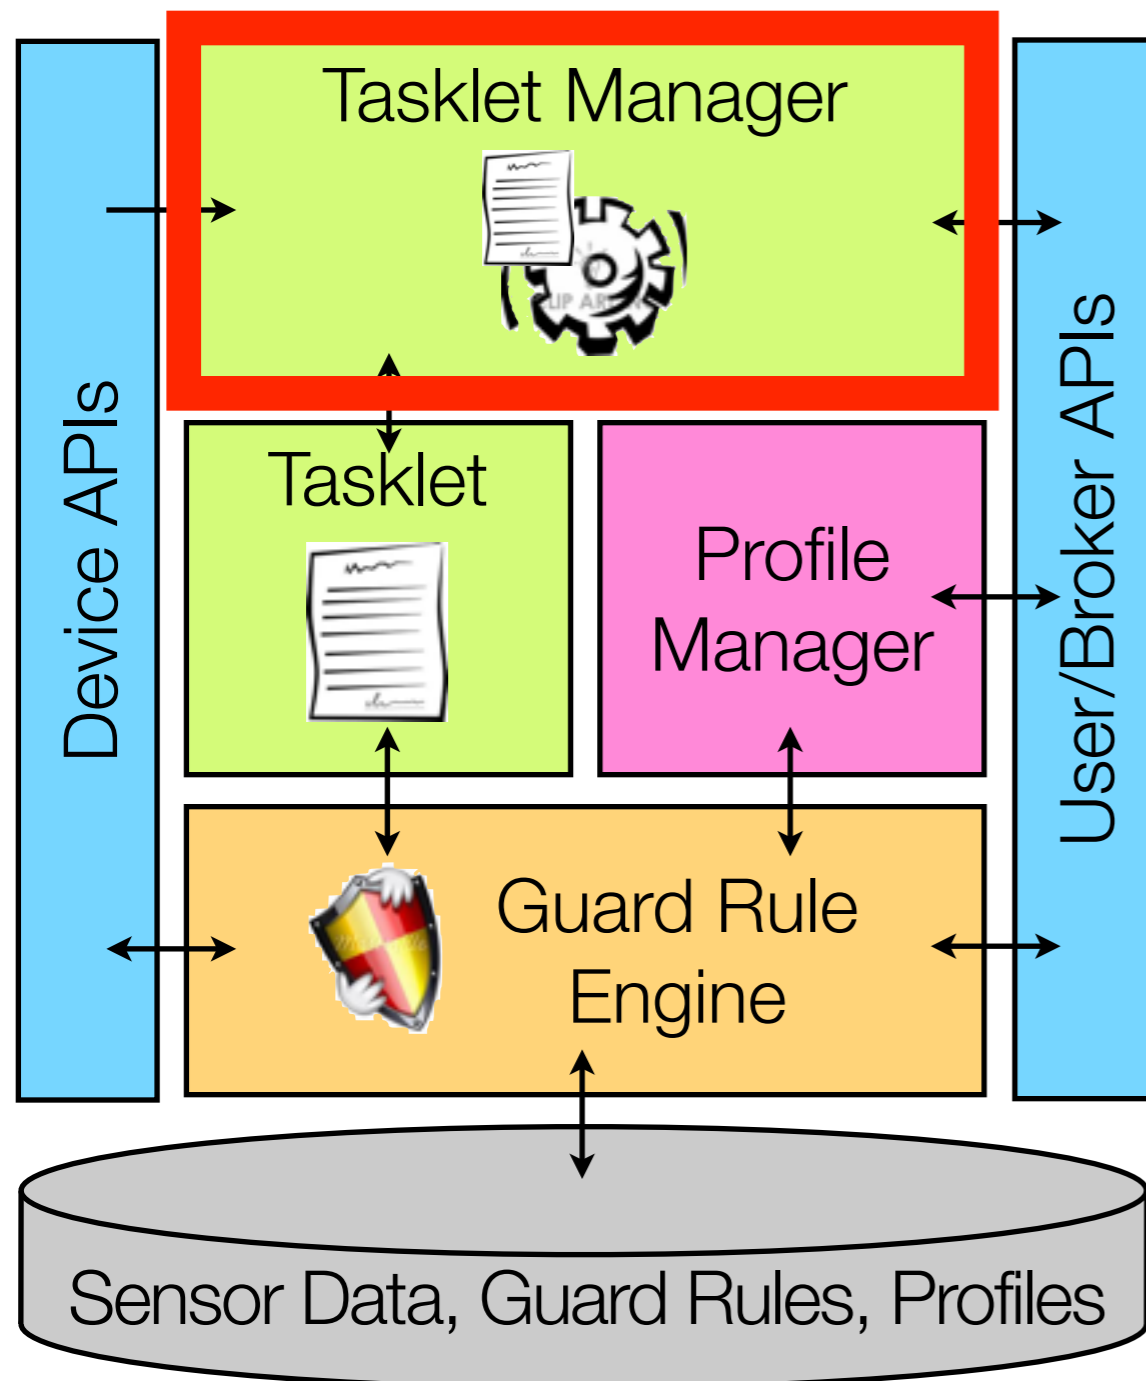 Tasklet Manager
Device APIs
User/Broker APIs
Tasklet
Profile
Manager
Guard Rule
Engine
Sensor Data, Guard Rules, Profiles